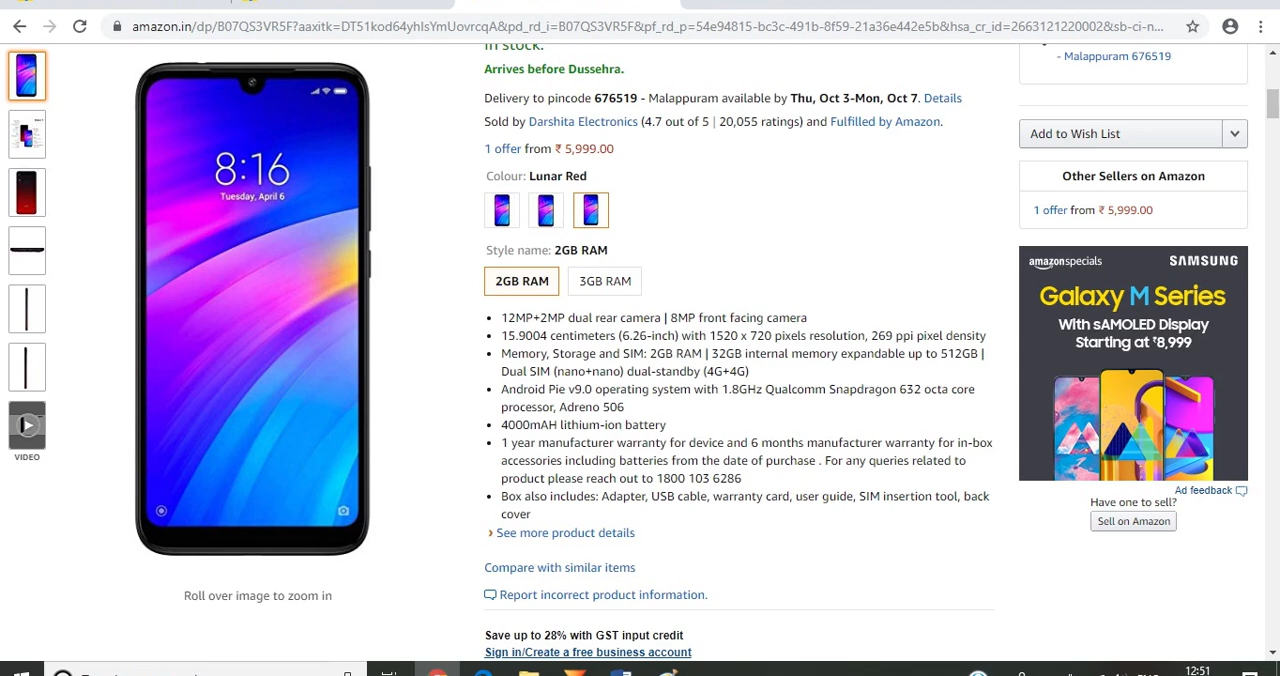 amazon.in/dp/B07QS3VR5F?aaxitk=DT51kod64yhIsYmUovrcqA&pd_rd_i=B07QS3VR5F&pf_rd_p=54e94815-bc3c-491b-8f59-21a36e442e5b&hsa_cr_id=2663121220002&sb-ci-n...
In stock.
Arrives before Dussehra.
Delivery to pincode 676519 - Malappuram available by Thu, Oct 3-Mon, Oct 7. Details
Sold by Darshita Electronics (4.7 out of 5 | 20,055 ratings) and Fulfilled by Amazon.
1 offer from ₹ 5,999.00
Colour: Lunar Red
Style name: 2GB RAM
2GB RAM 3GB RAM
• 12MP+2MP dual rear camera | 8MP front facing camera
• 15.9004 centimeters (6.26-inch) with 1520 x 720 pixels resolution, 269 ppi pixel density
• Memory, Storage and SIM: 2GB RAM | 32GB internal memory expandable up to 512GB |
Dual SIM (nano+nano) dual-standby (4G+4G)
• Android Pie v9.0 operating system with 1.8GHz Qualcomm Snapdragon 632 octa core
processor, Adreno 506
• 4000mAH lithium-ion battery
• 1 year manufacturer warranty for device and 6 months manufacturer warranty for in-box
accessories including batteries from the date of purchase . For any queries related to
product please reach out to 1800 103 6286
• Box also includes: Adapter, USB cable, warranty card, user guide, SIM insertion tool, back
cover
› See more product details
Compare with similar items
Report incorrect product information.
Save up to 28% with GST input credit
Sign in/Create a free business account
8:16
Tuesday, April 6
VIDEO
Roll over image to zoom in
- Malappuram 676519
Add to Wish List
Other Sellers on Amazon
1 offer from ₹ 5,999.00
amazonspecials SAMSUNG
Galaxy M Series
With sAMOLED Display
Starting at ₹8,999
Ad feedback
Have one to sell?
Sell on Amazon
12:51